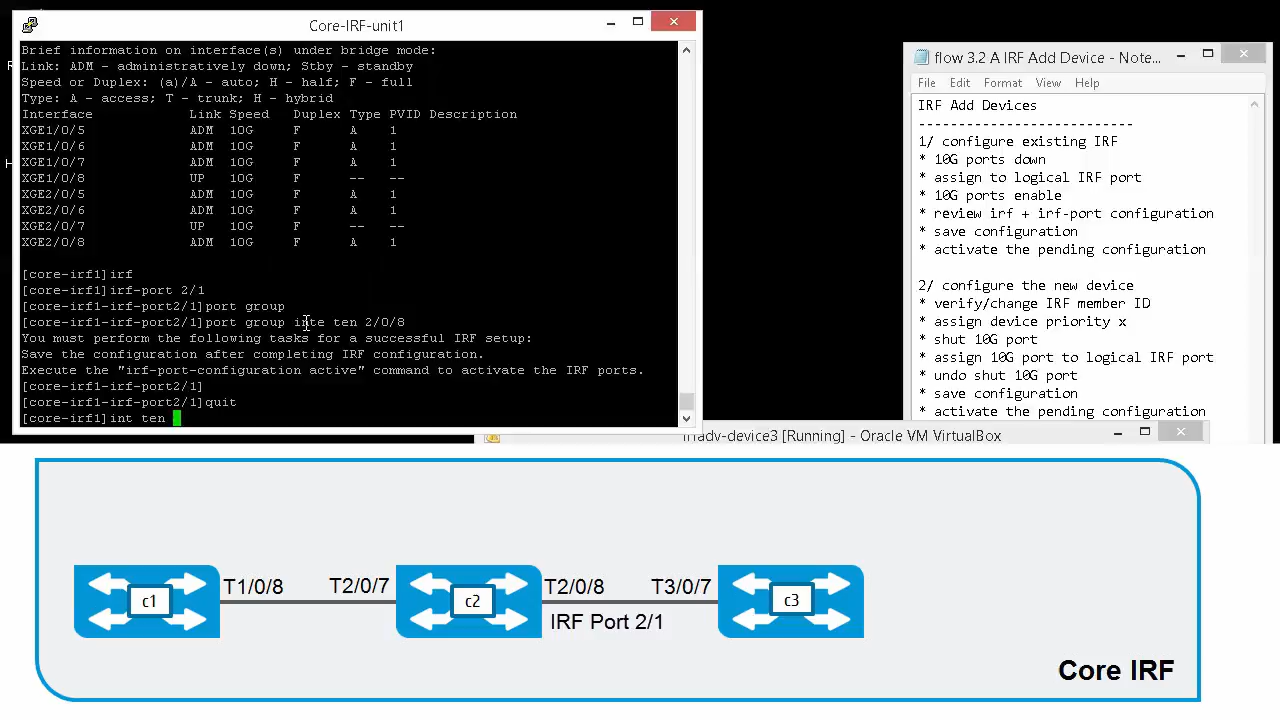 Core-IRF-unit1
Brief information on interface(s) under bridge mode:
Link: ADM - administratively down; Stby - standby
Speed or Duplex: (a)/A - auto; H - half; F - full
Type: A - access; T - trunk; H - hybrid
Interface Link Speed Duplex Type PVID Description
XGE1/0/5 ADM 10G F A 1
XGE1/0/6 ADM 10G F A 1
XGE1/0/7 ADM 10G F A 1
XGE1/0/8 UP 10G F -- --
XGE2/0/5 ADM 10G F A 1
XGE2/0/6 ADM 10G F A 1
XGE2/0/7 UP 10G F -- --
XGE2/0/8 ADM 10G F A 1
[core-irf1]irf
[core-irf1]irf-port 2/1
[core-irf1-irf-port2/1]port group
[core-irf1-irf-port2/1]port group inte ten 2/0/8
You must perform the following tasks for a successful IRF setup:
Save the configuration after completing IRF configuration.
Execute the "irf-port-configuration active" command to activate the IRF ports.
[core-irf1-irf-port2/1]
[core-irf1-irf-port2/1]quit
[core-irf1]int ten
flow 3.2 A IRF Add Device - Note...
File Edit Format View Help
IRF Add Devices
-------------------------
1/ configure existing IRF
* 10G ports down
* assign to logical IRF port
* 10G ports enable
* review irf + irf-port configuration
* save configuration
* activate the pending configuration
2/ configure the new device
* verify/change IRF member ID
* assign device priority x
* shut 10G port
* assign 10G port to logical IRF port
* undo shut 10G port
* save configuration
* activate the pending configuration
irfadv-device3 [Running] - Oracle VM VirtualBox
c1 T1/0/8 T2/0/7 c2 T2/0/8 T3/0/7 c3
IRF Port 2/1
Core IRF